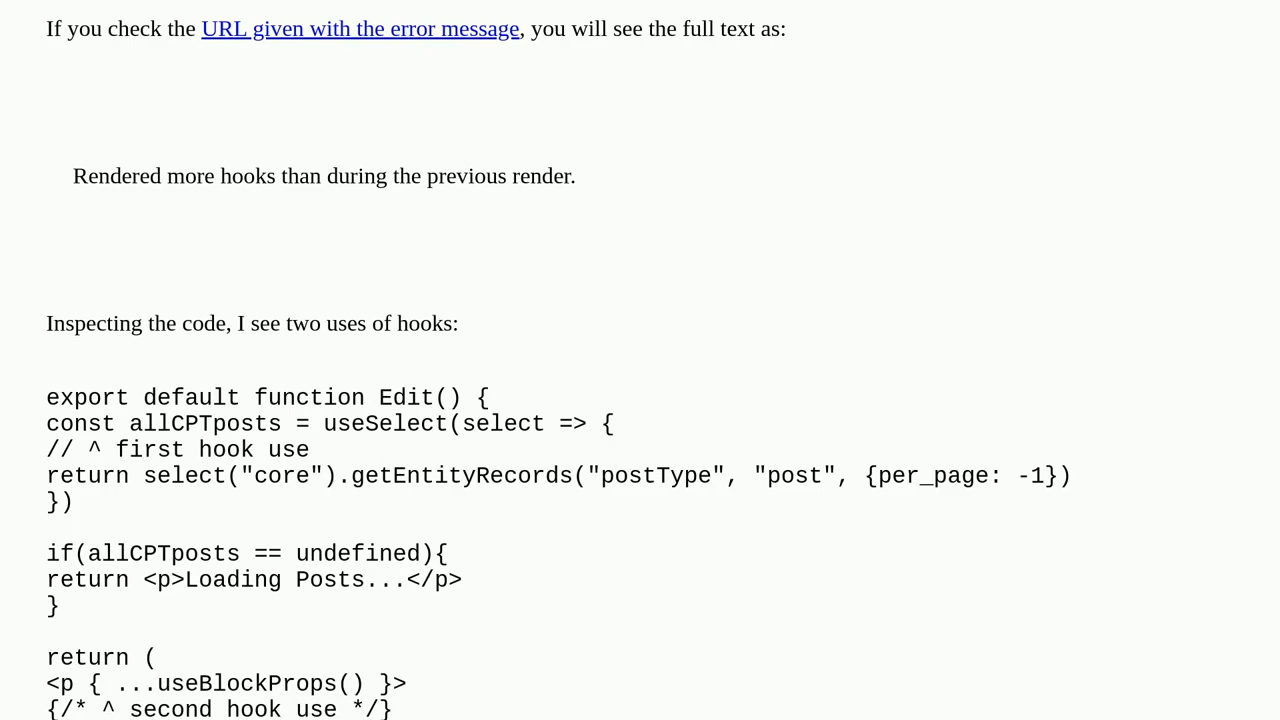 If you check the URL given with the error message, you will see the full text as:
Rendered more hooks than during the previous render.
Inspecting the code, I see two uses of hooks:
export default function Edit() {
const allCPTposts = useSelect(select => {
// ^ first hook use
return select("core").getEntityRecords("postType", "post", {per_page: -1})
})
if(allCPTposts == undefined){
return <p>Loading Posts...</p>
}
return (
<p { ...useBlockProps() }>
{/* ^ second hook use */}